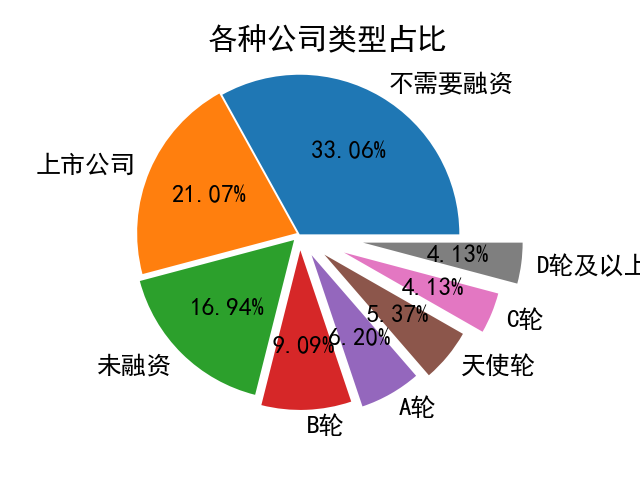 各种公司类型占比
不需要融资
33.06%
上市公司
21.07%
16.94%
未融资
9.09%
B轮
6.20%
A轮
5.37%
天使轮
4.13%
C轮
4.13%
D轮及以上